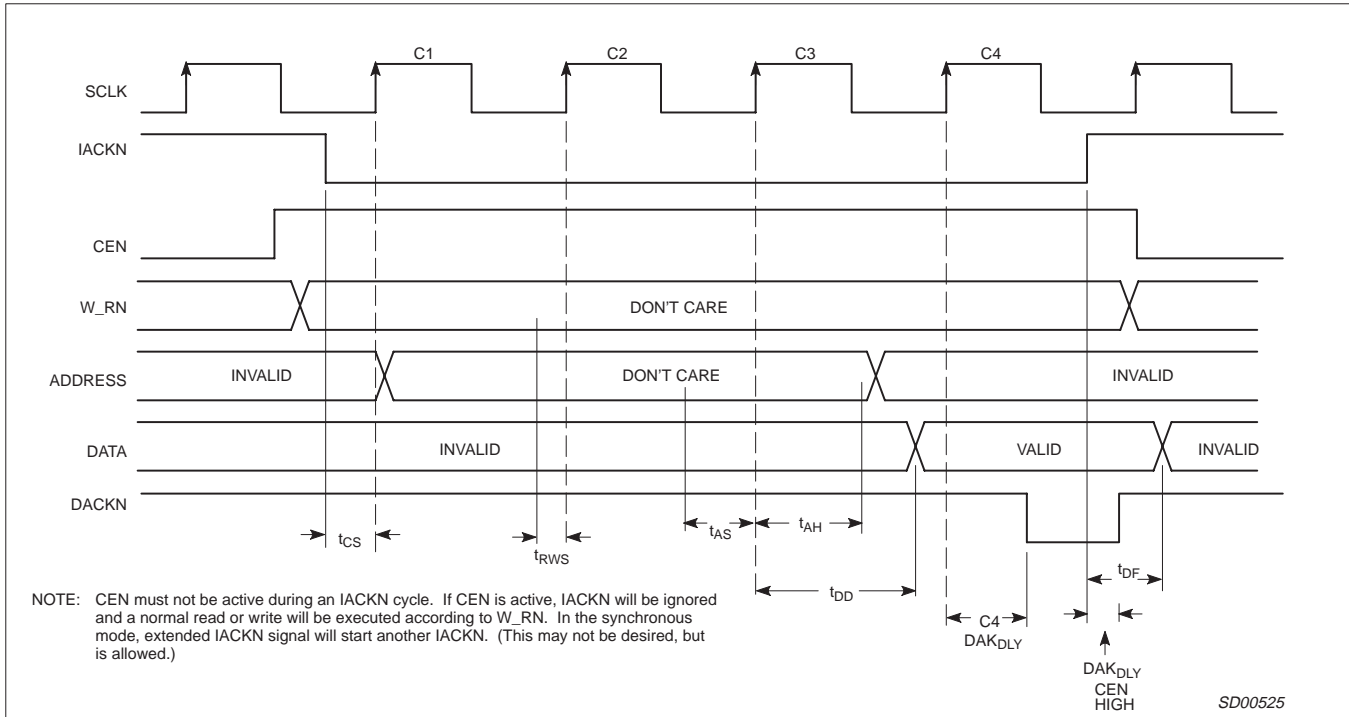 C1 C2 C3 C4
SCLK
IACKN
CEN
W_RN DON'T CARE
ADDRESS INVALID DON'T CARE INVALID
DATA INVALID VALID INVALID
DACKN
tCS tRWS tAS tAH tDD tDF
C4
DAKDLY
DAKDLY
CEN
HIGH
NOTE: CEN must not be active during an IACKN cycle. If CEN is active, IACKN will be ignored
and a normal read or write will be executed according to W_RN. In the synchronous
mode, extended IACKN signal will start another IACKN. (This may not be desired, but
is allowed.)
SD00525